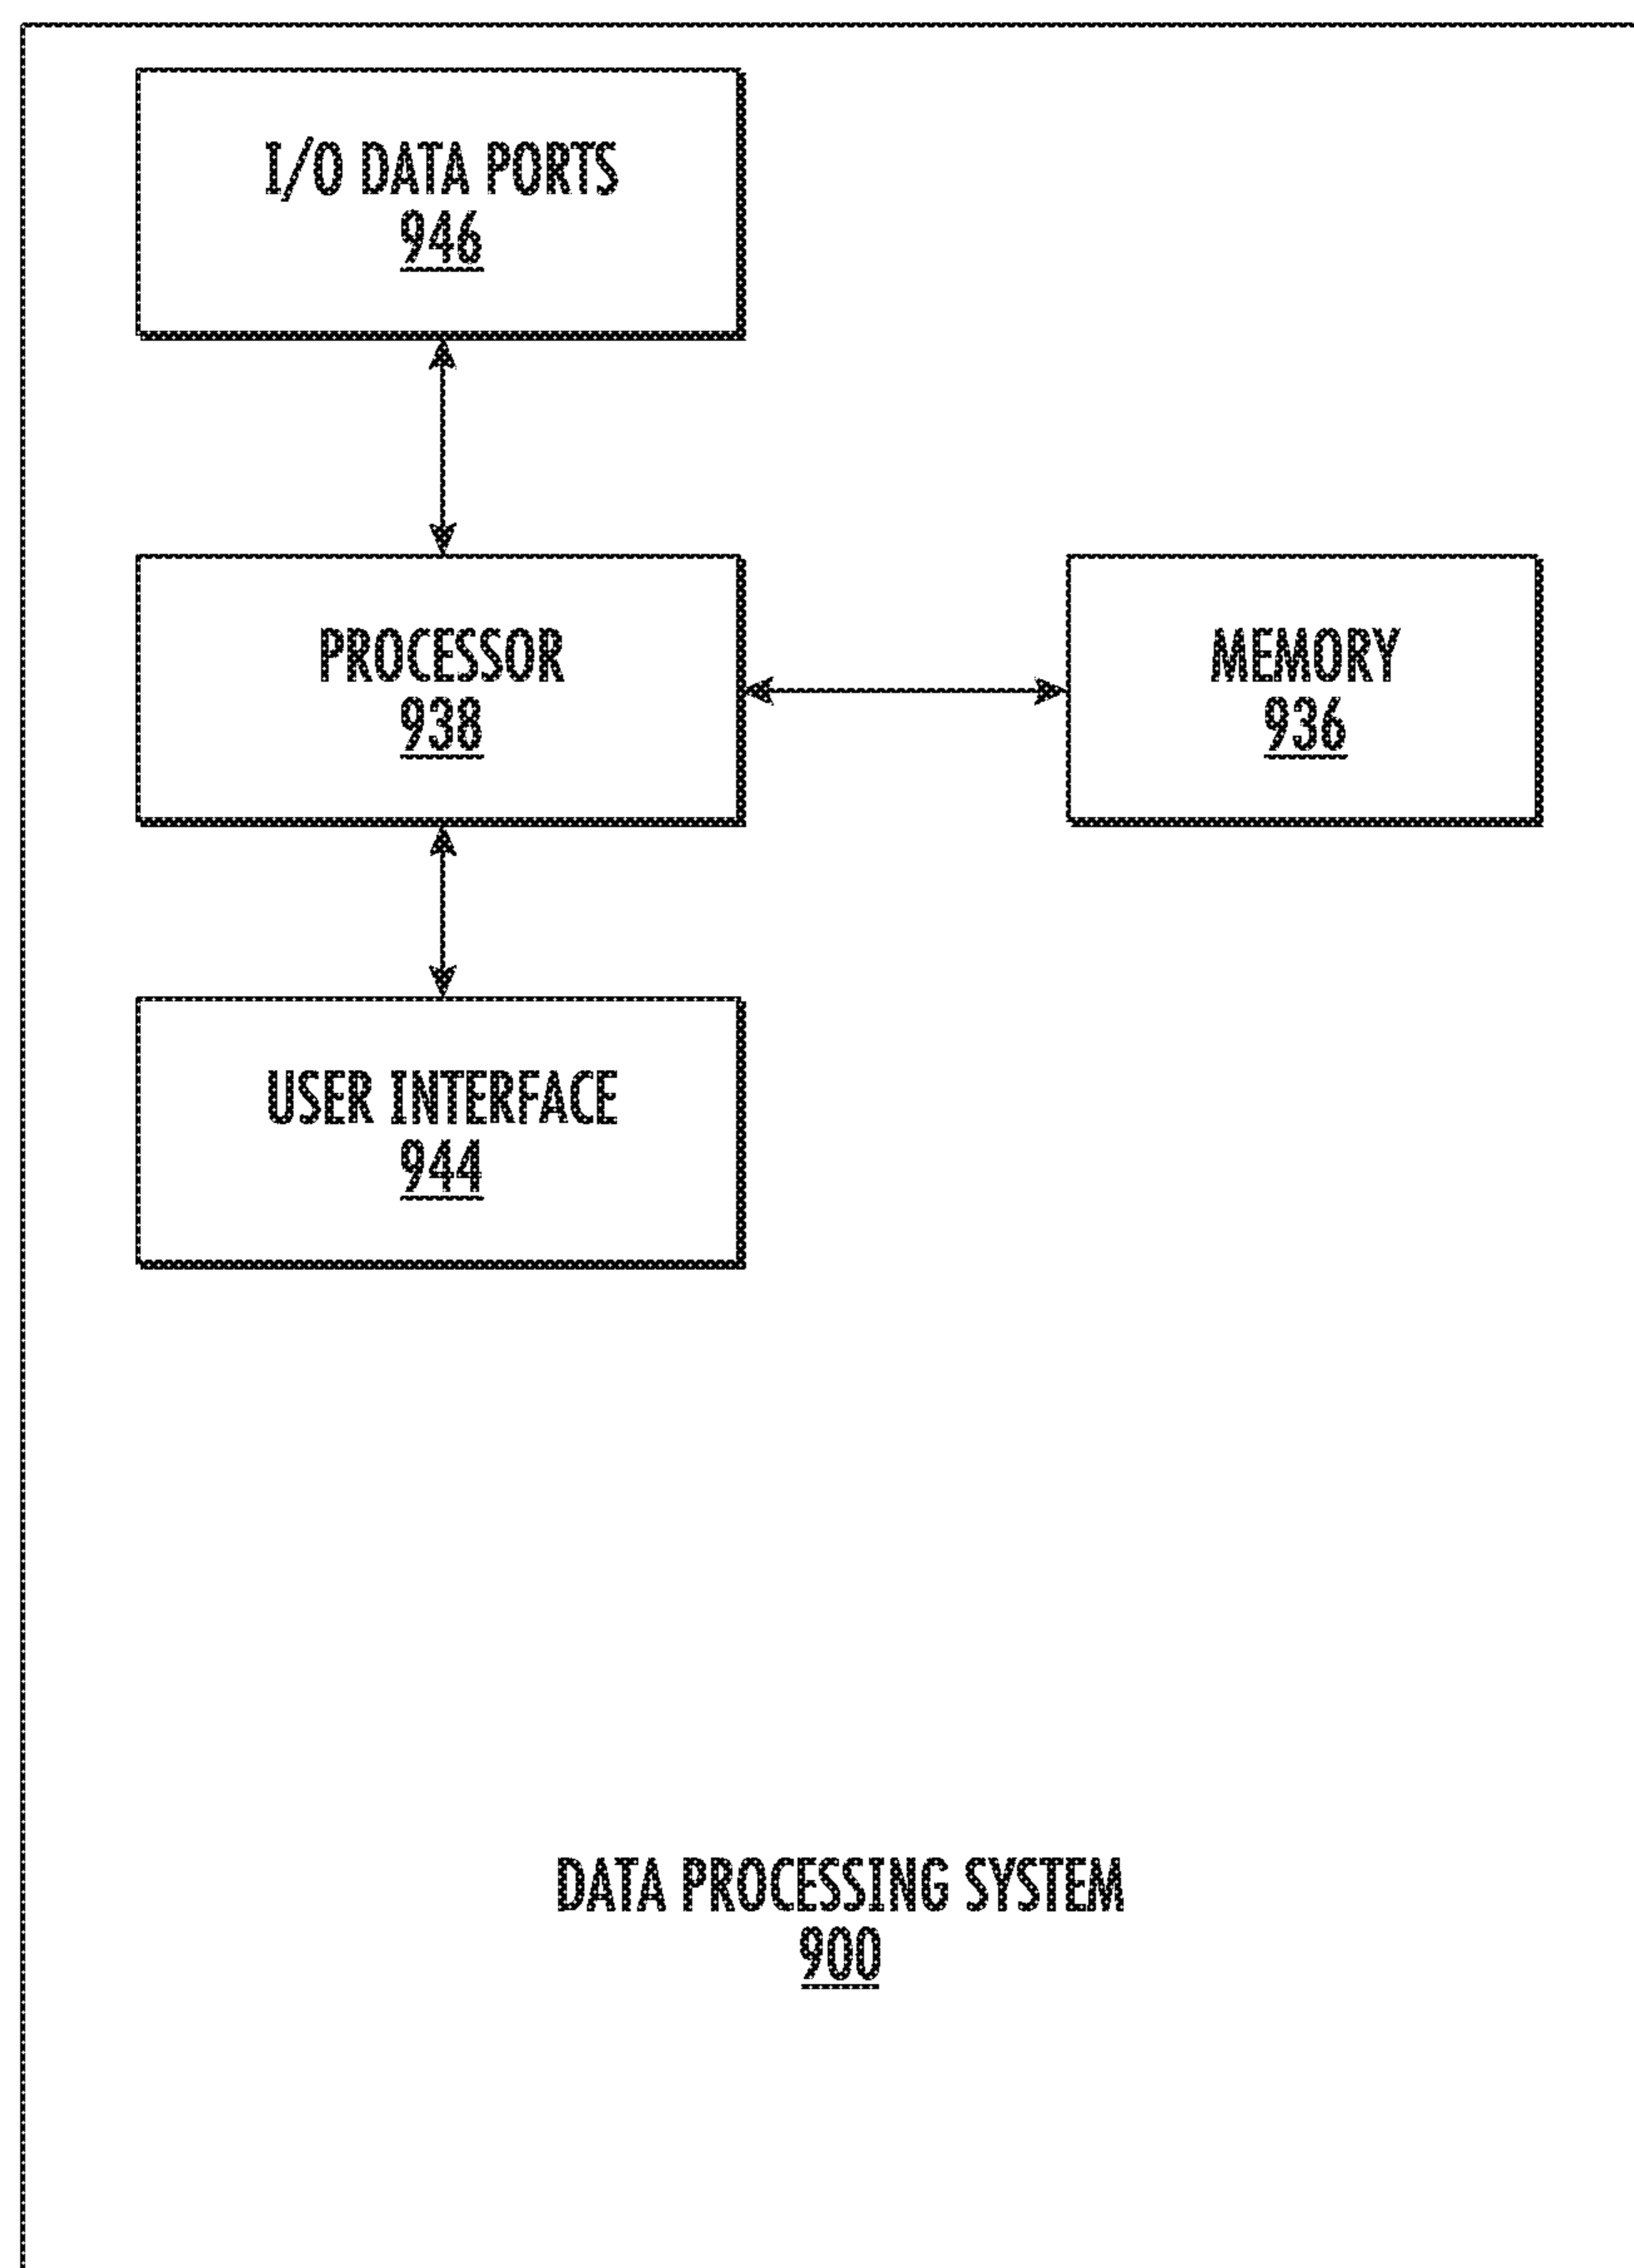 I/O DATA PORTS
946
PROCESSOR
938
MEMORY
936
USER INTERFACE
944
DATA PROCESSING SYSTEM
900